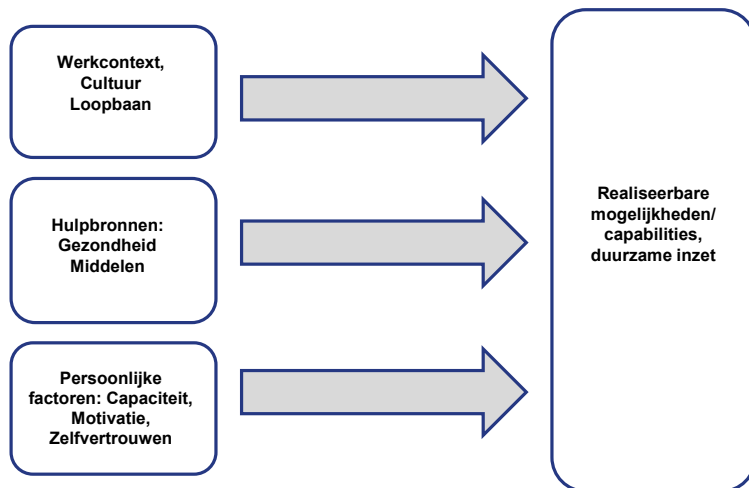 Werkcontext,
Cultuur
Loopbaan
Hulpbronnen:
Gezondheid
Middelen
Persoonlijke
factoren: Capaciteit,
Motivatie,
Zelfvertrouwen
Realiseerbare
mogelijkheden/
capabilities,
duurzame inzet